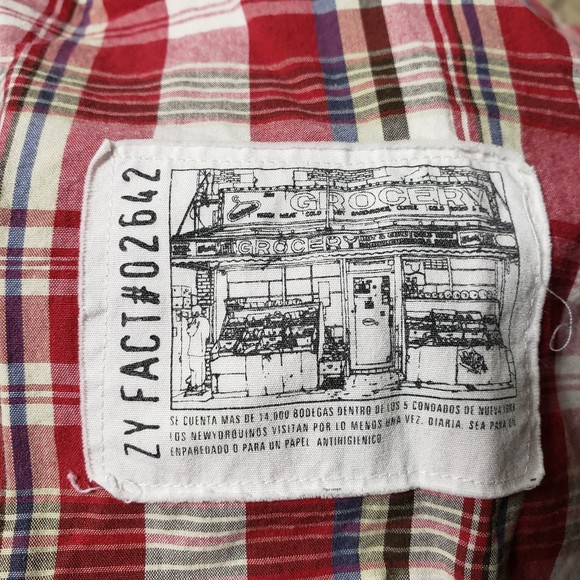 ZY FACT#02642
GROCERY
GROCERY
SE CUENTA MAS DE 14,000 BODEGAS DENTRO DE LOS 5 CONDADOS DE NUEVA YORK
LOS NEWYORQUINOS VISITAN POR LO MENOS UNA VEZ. DIARIA. SEA PARA UN
ENPAREDADO O PARA UN PAPEL ANTIHIGIENICO